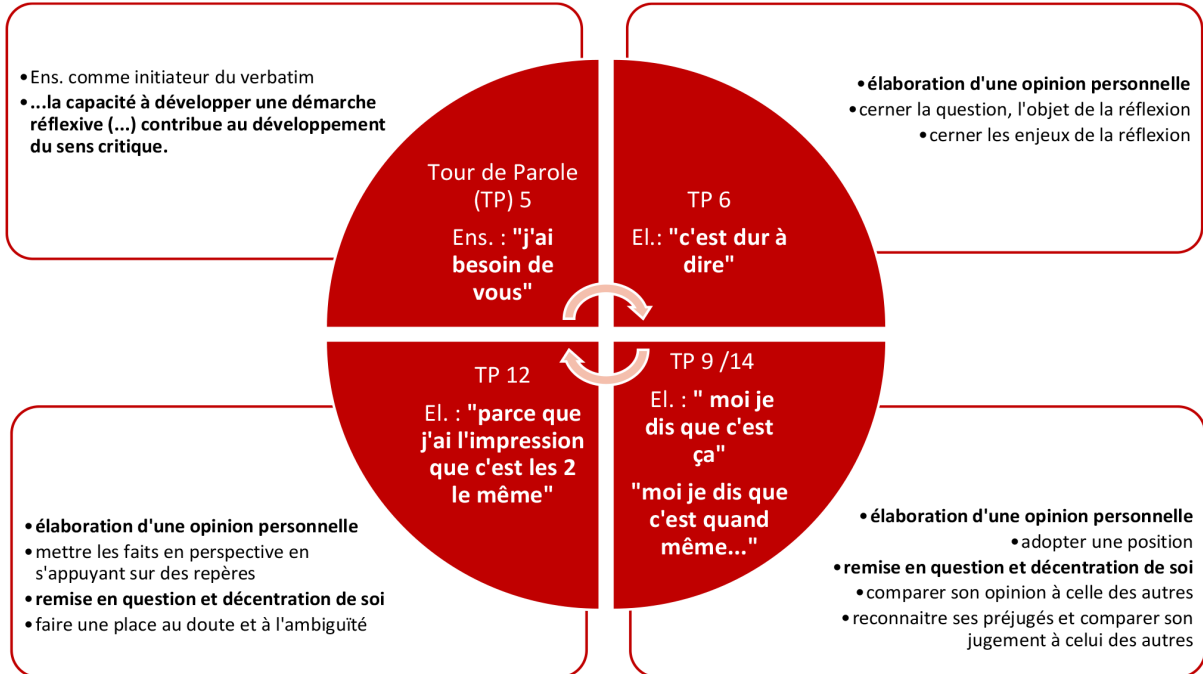 •Ens. comme initiateur du verbatim
•...la capacité à développer une démarche
réflexive (...) contribue au développement
du sens critique.
•élaboration d'une opinion personnelle
•cerner la question, l'objet de la réflexion
•cerner les enjeux de la réflexion
Tour de Parole
(TP) 5
Ens. : "j'ai
besoin de
vous"
TP 6
El.: "c'est dur à
dire"
TP 12
El. : "parce que
j'ai l'impression
que c'est les 2
le même"
TP 9 /14
El. : " moi je
dis que c'est
ça"
"moi je dis que
c'est quand
même..."
•élaboration d'une opinion personnelle
•mettre les faits en perspective en
s'appuyant sur des repères
•remise en question et décentration de soi
•faire une place au doute et à l'ambiguïté
•élaboration d'une opinion personnelle
•adopter une position
•remise en question et décentration de soi
•comparer son opinion à celle des autres
•reconnaitre ses préjugés et comparer son
jugement à celui des autres